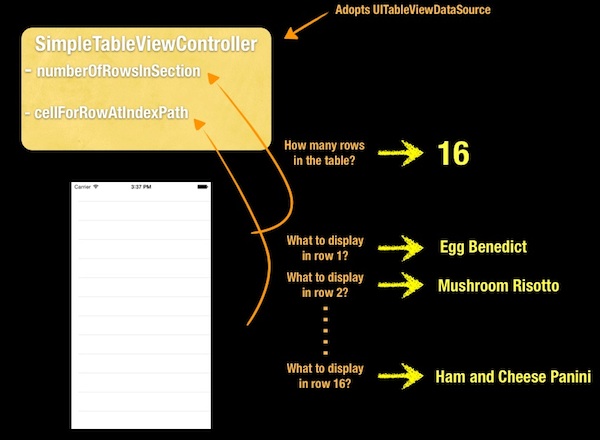 Adopts UITableViewDataSource
SimpleTableViewController
- numberOfRowsInSection
- cellForRowAtIndexPath
How many rows
in the table?
16
Carrier
3:37 PM
What to display
in row 1?
Egg Benedict
What to display
in row 2?
Mushroom Risotto
What to display
in row 16?
Ham and Cheese Panini